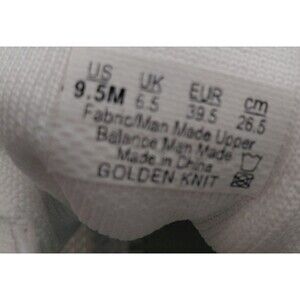 US UK EUR cm
9.5M 6.5 39.5 26.5
Fabric/Man Made Upper
Balance Man Made
Made in China
GOLDEN KNIT